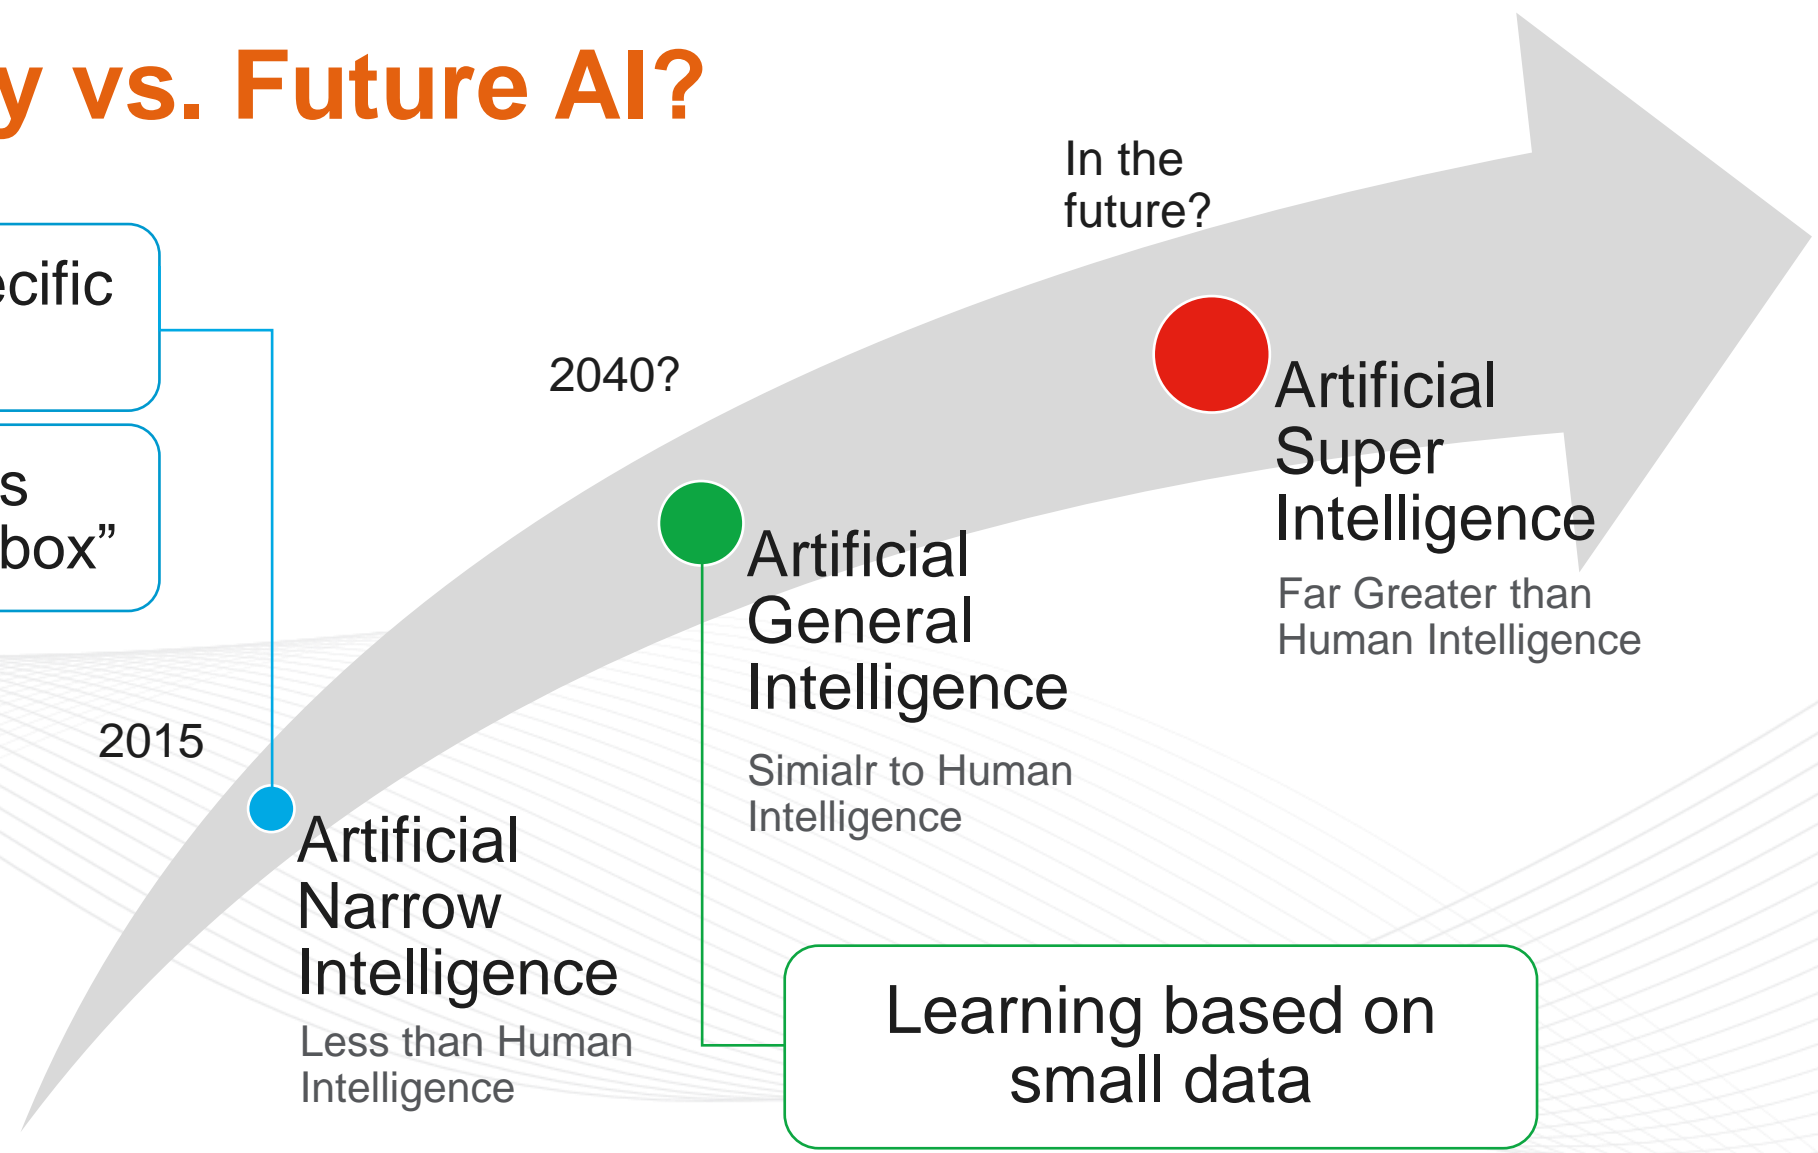 y vs. Future AI?
In the
future?
ecific
2040?
Artificial
Super
Intelligence
Far Greater than
Human Intelligence
s
box”
Artificial
General
Intelligence
Simialr to Human
Intelligence
2015
Artificial
Narrow
Intelligence
Less than Human
Intelligence
Learning based on
small data